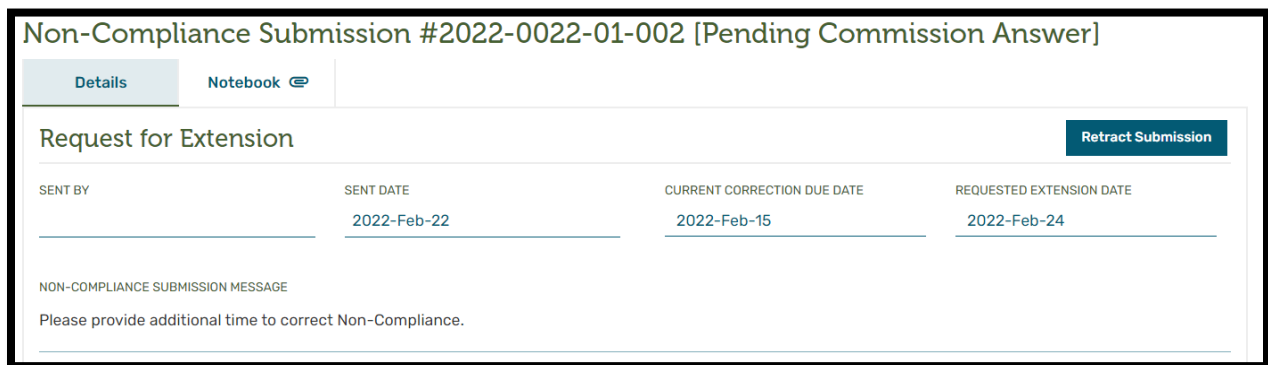 Non-Compliance Submission #2022-0022-01-002 [Pending Commission Answer]
Details Notebook
Request for Extension Retract Submission
SENT BY SENT DATE CURRENT CORRECTION DUE DATE REQUESTED EXTENSION DATE
2022-Feb-22 2022-Feb-15 2022-Feb-24
NON-COMPLIANCE SUBMISSION MESSAGE
Please provide additional time to correct Non-Compliance.